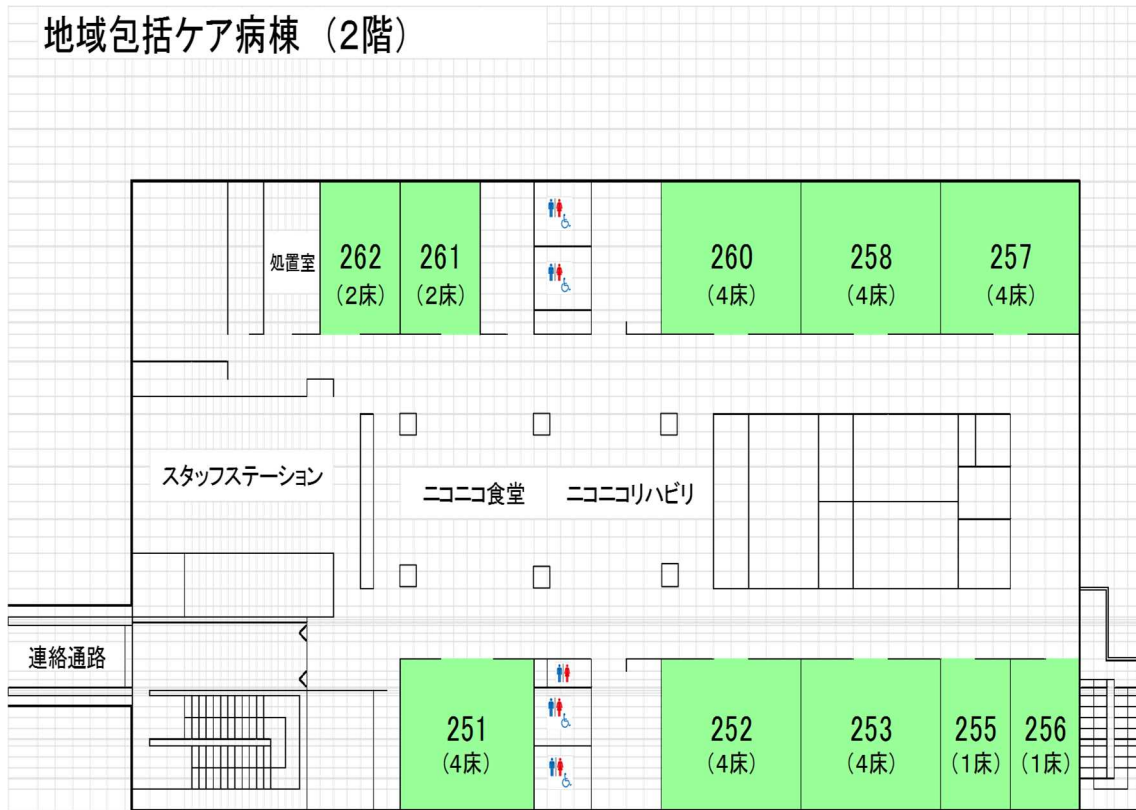 地域包括ケア病棟（2階）
処置室
262
（2床）
261
（2床）
260
（4床）
258
（4床）
257
（4床）
スタッフステーション
ニコニコ食堂
ニコニコリハビリ
連絡通路
251
（4床）
252
（4床）
253
（4床）
255
（1床）
256
（1床）